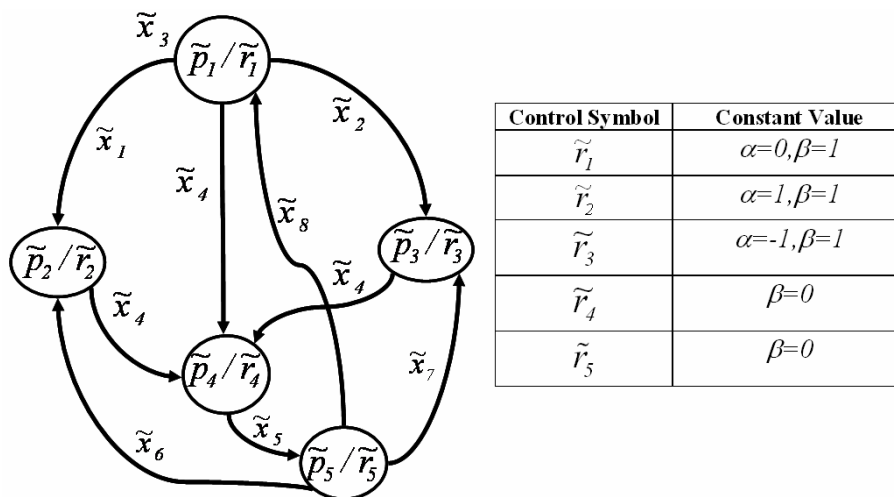 x̃₃
p̃₁/r̃₁
x̃₁
x̃₂
x̃₄
x̃₈
p̃₂/r̃₂
p̃₃/r̃₃
x̃₄
x̃₄
p̃₄/r̃₄
x̃₇
x̃₅
x̃₆
p̃₅/r̃₅
Control Symbol Constant Value
r̃₁ α=0,β=1
r̃₂ α=1,β=1
r̃₃ α=-1,β=1
r̃₄ β=0
r̃₅ β=0